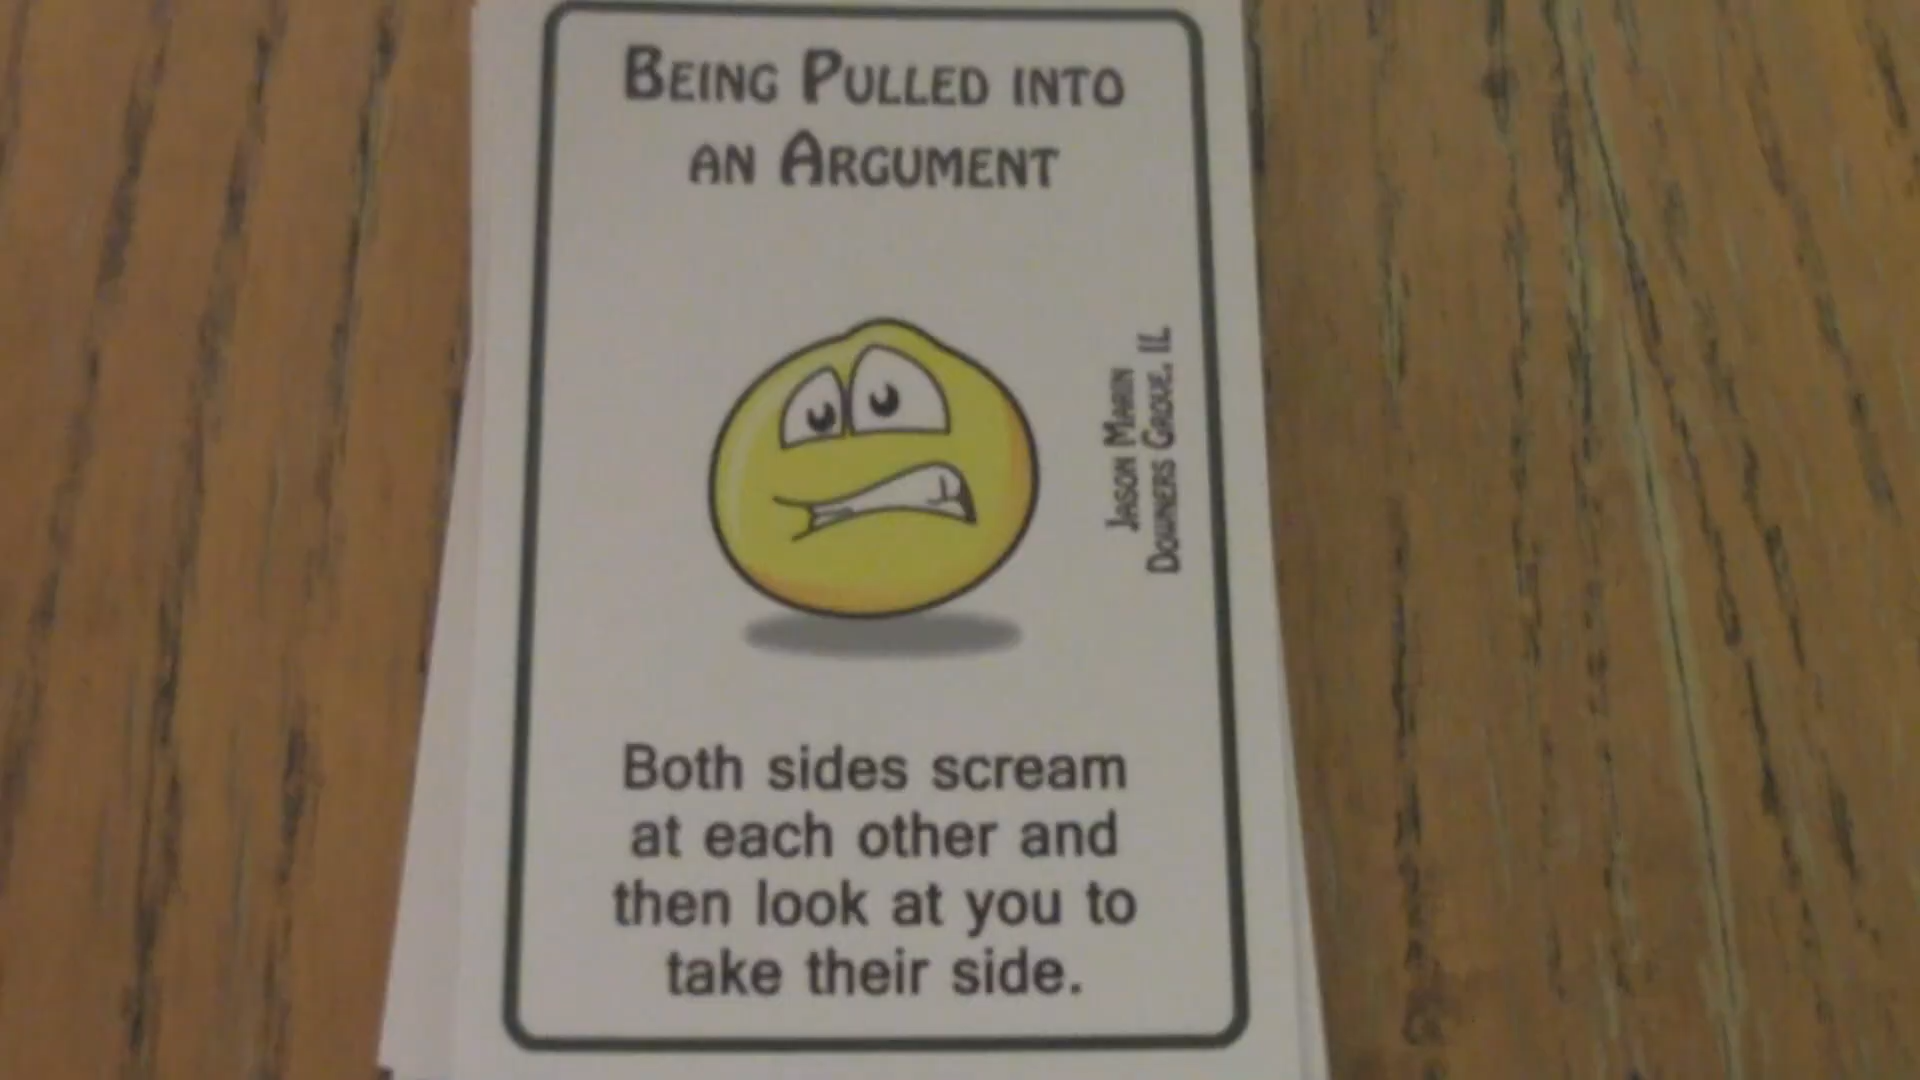 Being Pulled into
an Argument
Jason Marin
Downers Grove, IL
Both sides scream
at each other and
then look at you to
take their side.